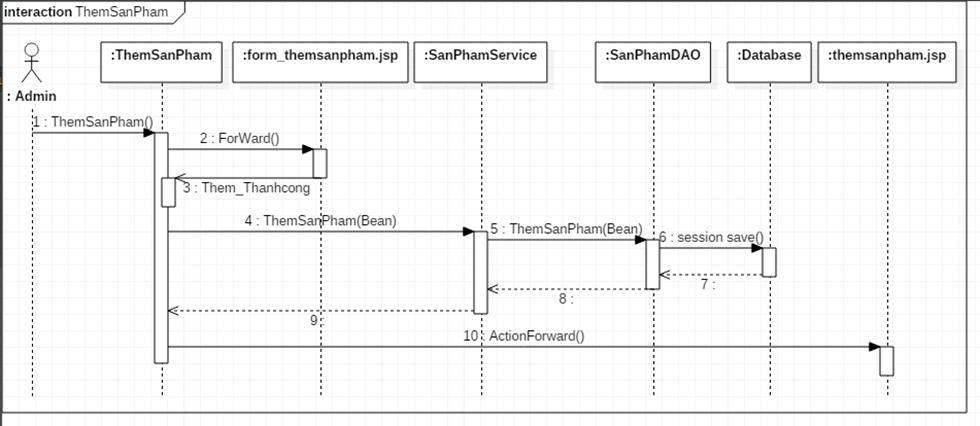 interaction ThemSanPham
: Admin
:ThemSanPham
:form_themsanpham.jsp
:SanPhamService
:SanPhamDAO
:Database
:themsanpham.jsp
1 : ThemSanPham()
2 : ForWard()
3 : Them_Thanhcong
4 : ThemSanPham(Bean)
5 : ThemSanPham(Bean)
6 : session save()
7 :
8 :
9 :
10 : ActionForward()